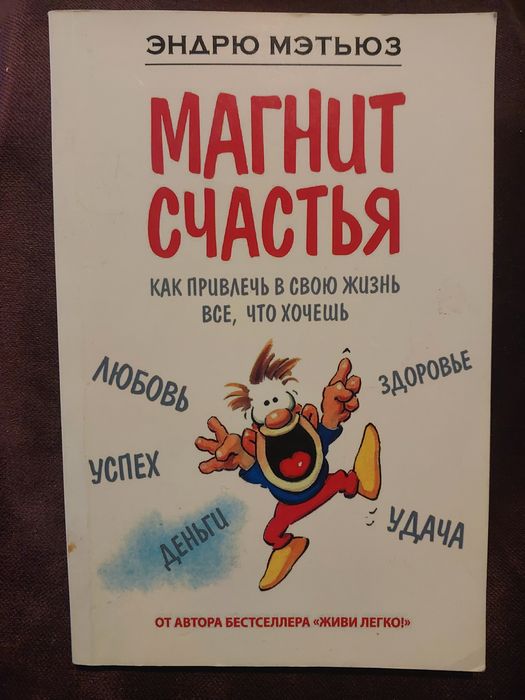 ЭНДРЮ МЭТЬЮЗ
МАГНИТ
СЧАСТЬЯ
КАК ПРИВЛЕЧЬ В СВОЮ ЖИЗНЬ
ВСЕ, ЧТО ХОЧЕШЬ
ЛЮБОВЬ
ЗДОРОВЬЕ
УСПЕХ
ДЕНЬГИ
УДАЧА
ОТ АВТОРА БЕСТСЕЛЛЕРА «ЖИВИ ЛЕГКО!»